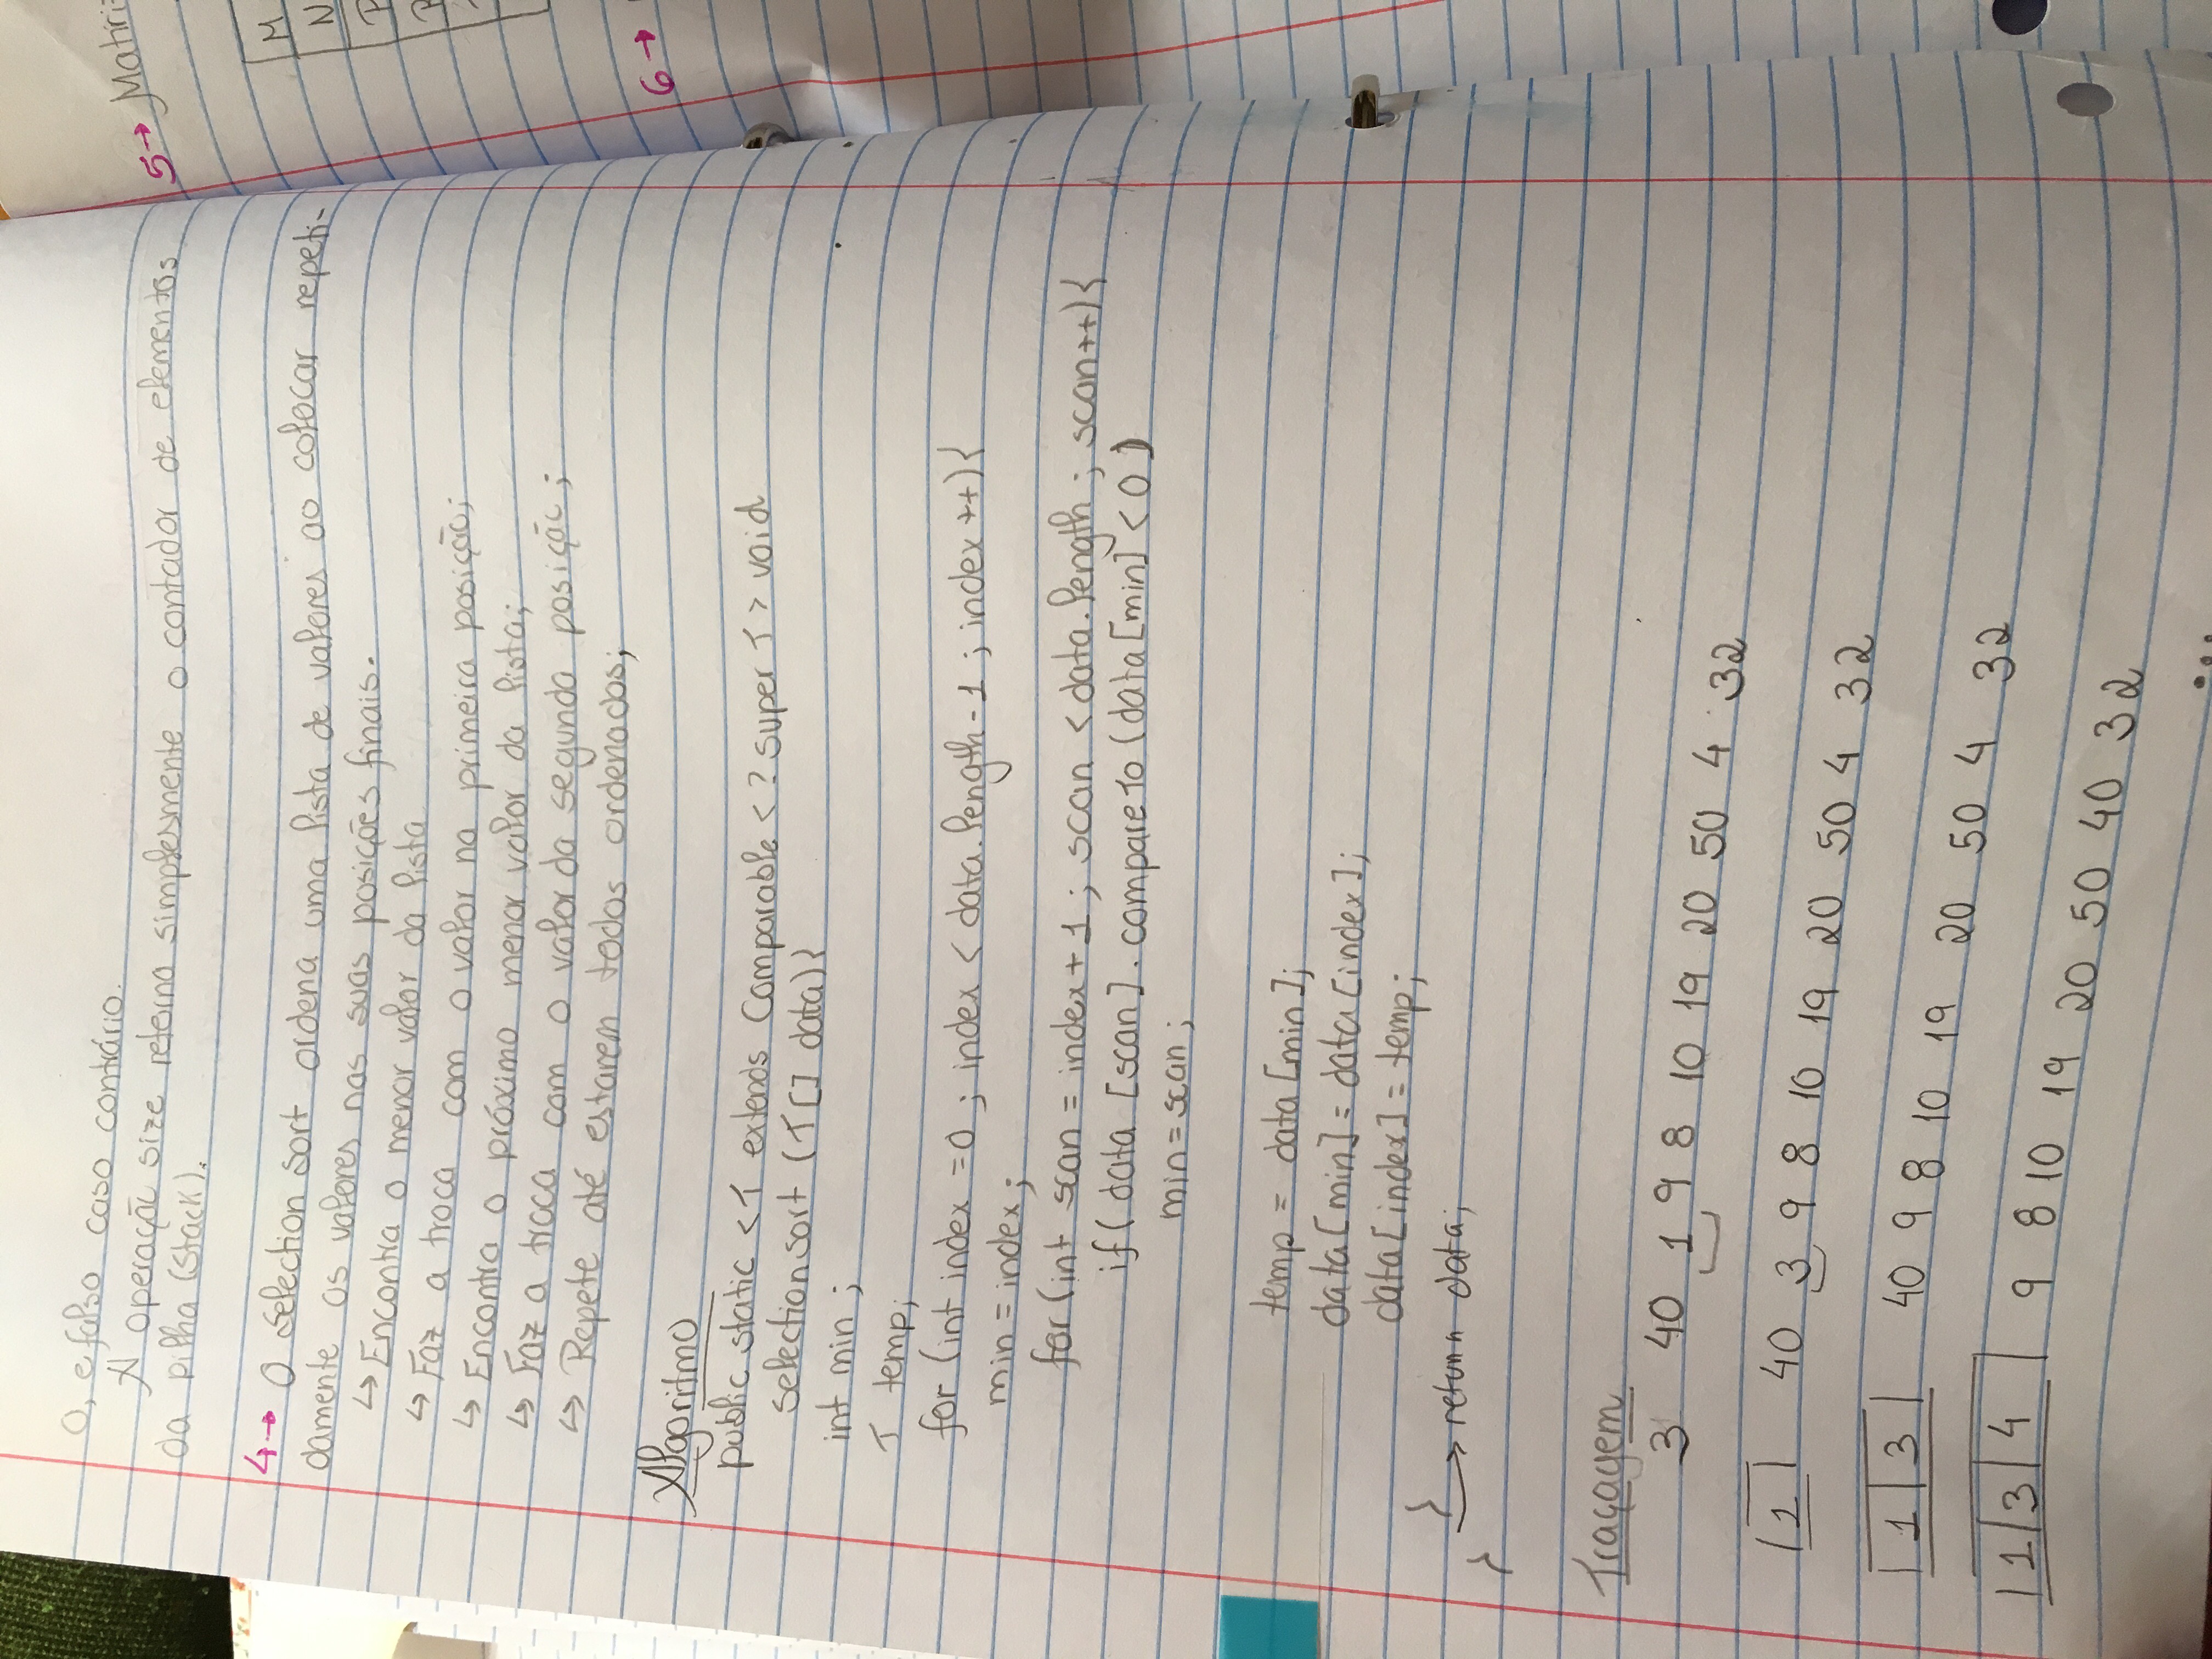 0, e falso caso contrário.
A operação size retorna simplesmente o contador de elementos
da pilha (stack).
4→ O selection sort ordena uma lista de valores ao colocar repeti-
damente os valores nas suas posições finais.
↳ Encontra o menor valor da lista
↳ Faz a troca com o valor na primeira posição;
↳ Encontra o próximo menor valor da lista;
↳ Faz a troca com o valor da segunda posição;
↳ Repete até estarem todos ordenados;
Algoritmo
public static <T extends Comparable <? super T> void
selectionsort (T[] data){
int min ;
T temp;
for (int index =0 ; index < data.length-1 ; index ++){
min = index;
for (int scan = index+1 ; scan < data.length ; scan++){
if( data [scan]. compareTo (data[min] <0)
min=scan;
temp = data [min];
data[min] = data [index];
data[index] = temp;
}
→ return data;
}
Traçagem
3 40 1 9 8 10 19 20 50 4 32
1 40 3 9 8 10 19 20 50 4 32
1 3 40 9 8 10 19 20 50 4 32
1 3 4 9 8 10 19 20 50 40 32
...
5→
M
N
6→